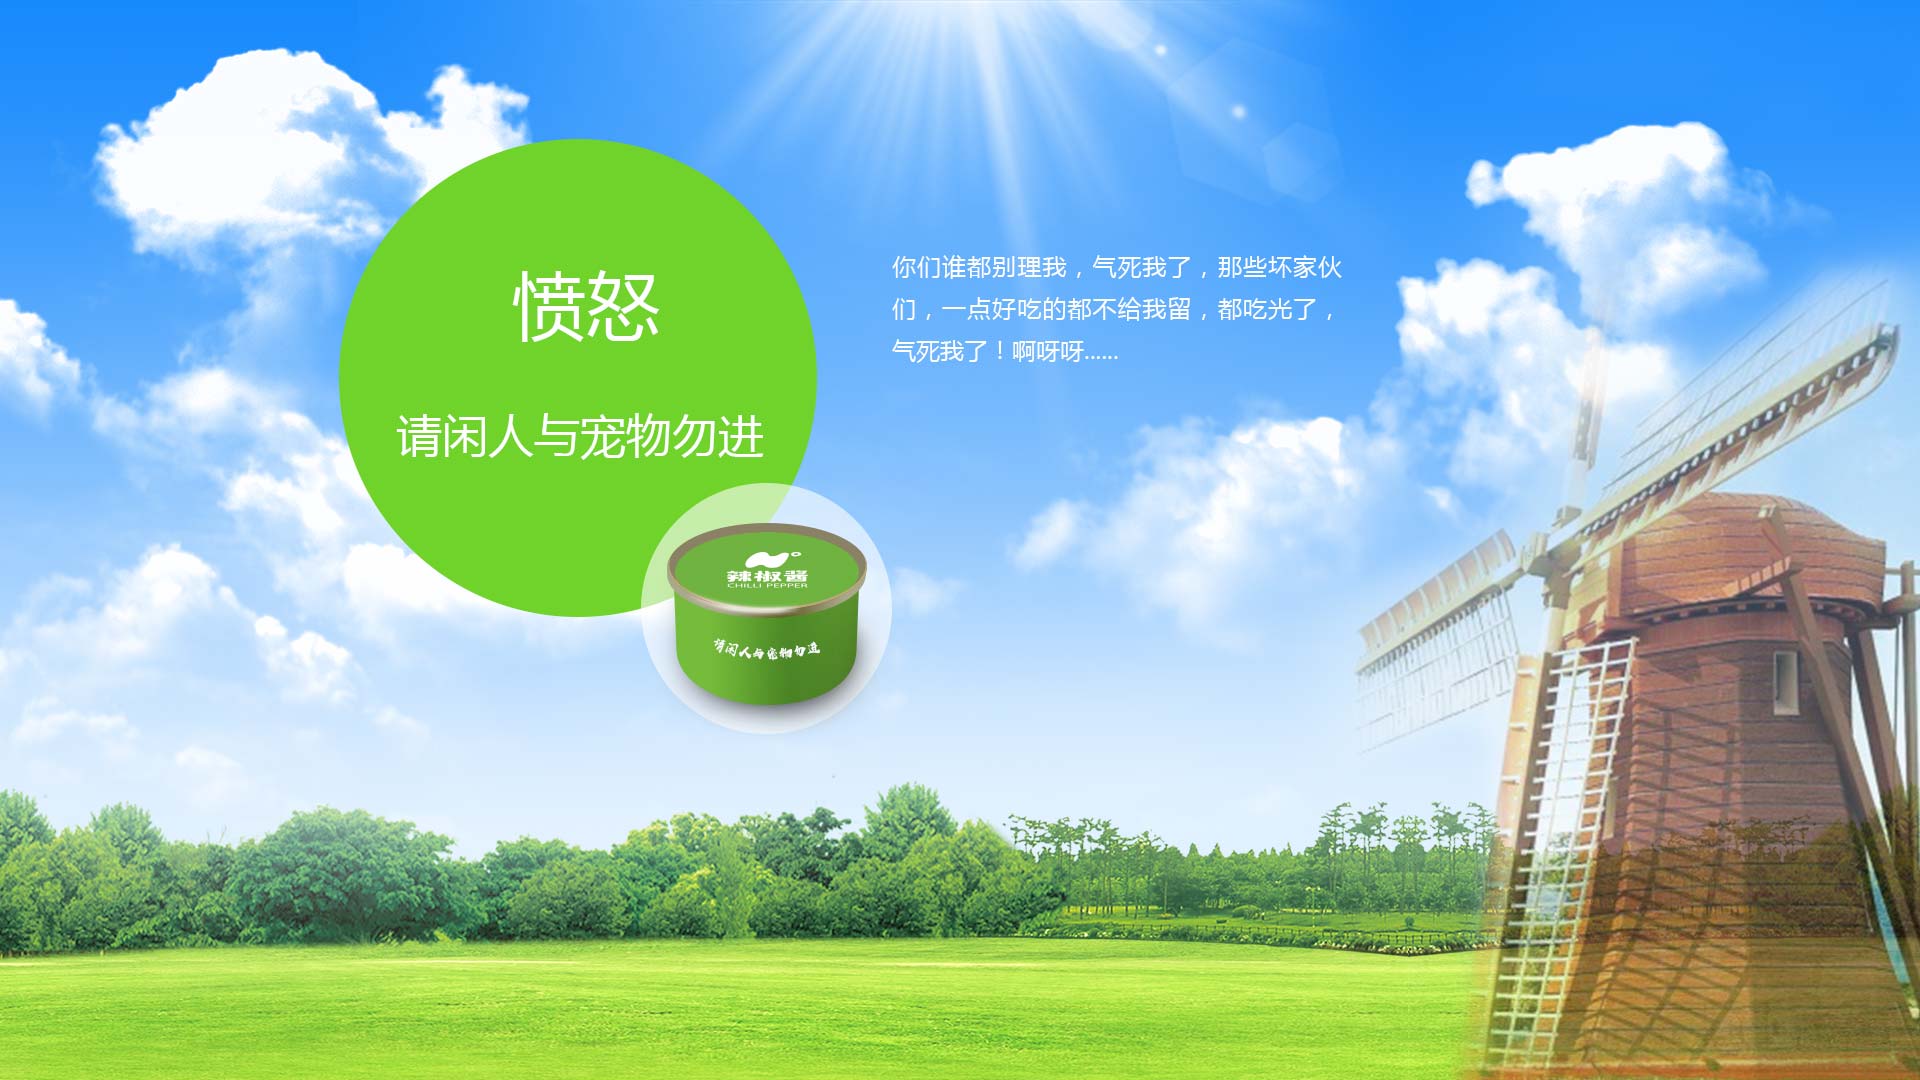 愤怒
请闲人与宠物勿进
你们谁都别理我，气死我了，那些坏家伙
们，一点好吃的都不给我留，都吃光了，
气死我了！啊呀呀......
辣椒酱
CHILLI PEPPER
请闲人与宠物勿进